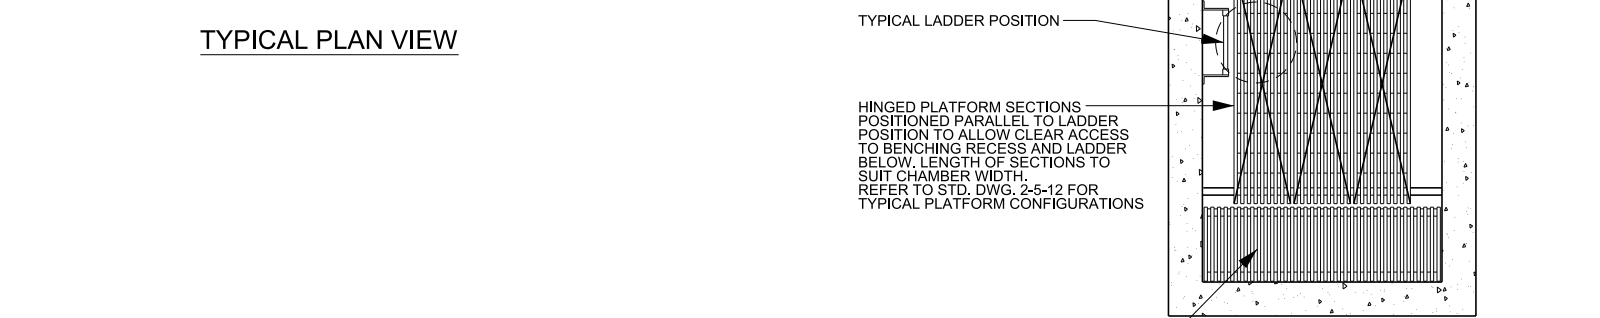 TYPICAL PLAN VIEW
TYPICAL LADDER POSITION
HINGED PLATFORM SECTIONS
POSITIONED PARALLEL TO LADDER
POSITION TO ALLOW CLEAR ACCESS
TO BENCHING RECESS AND LADDER
BELOW. LENGTH OF SECTIONS TO
SUIT CHAMBER WIDTH.
REFER TO STD. DWG. 2-5-12 FOR
TYPICAL PLATFORM CONFIGURATIONS